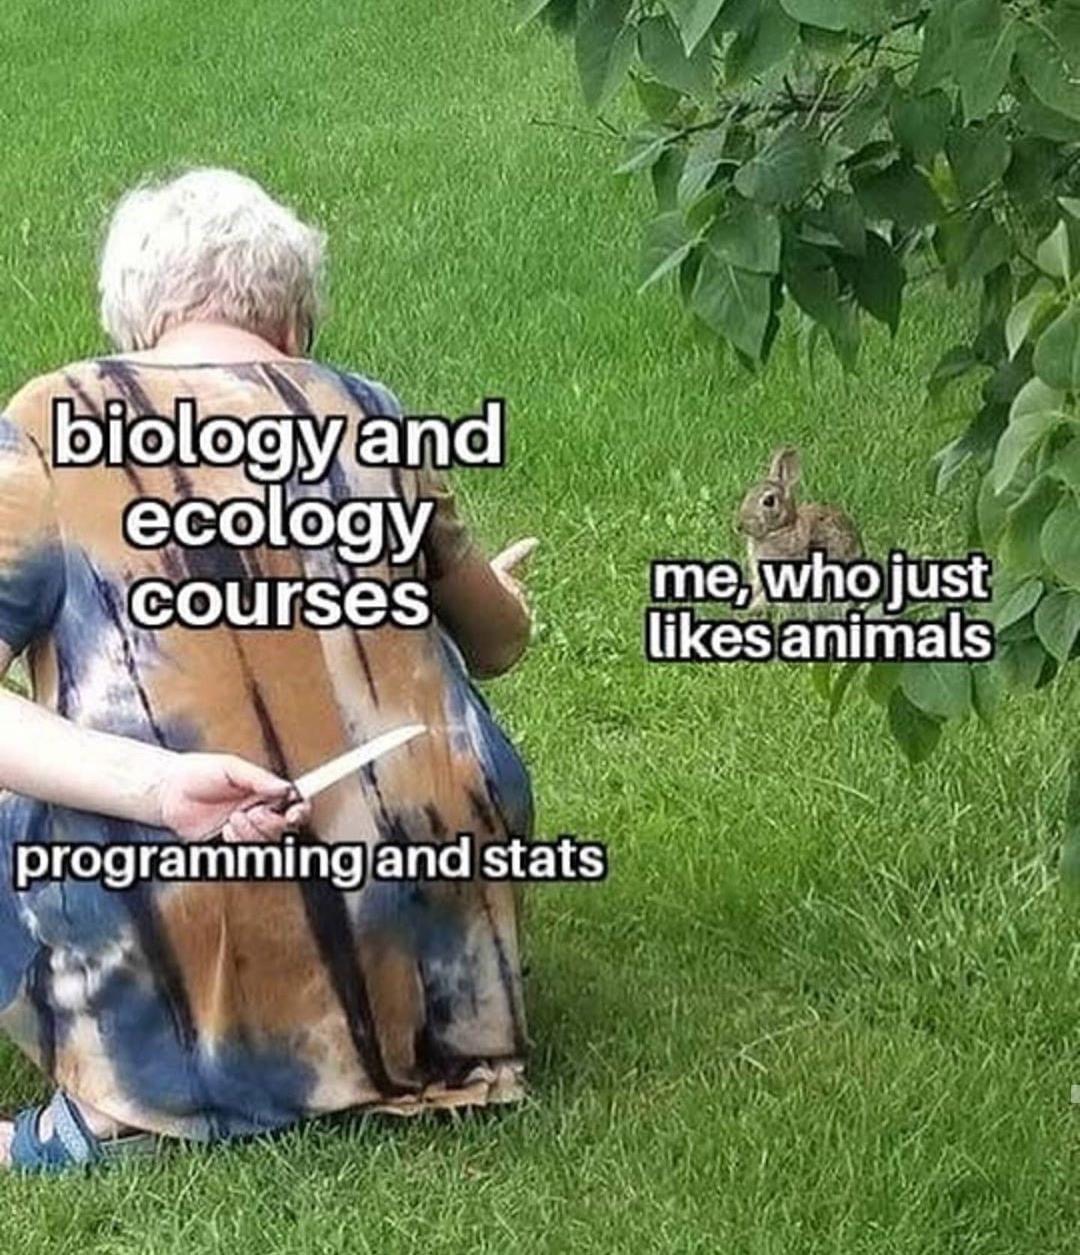 biology and
ecology
courses
me, who just
likes animals
programming and stats